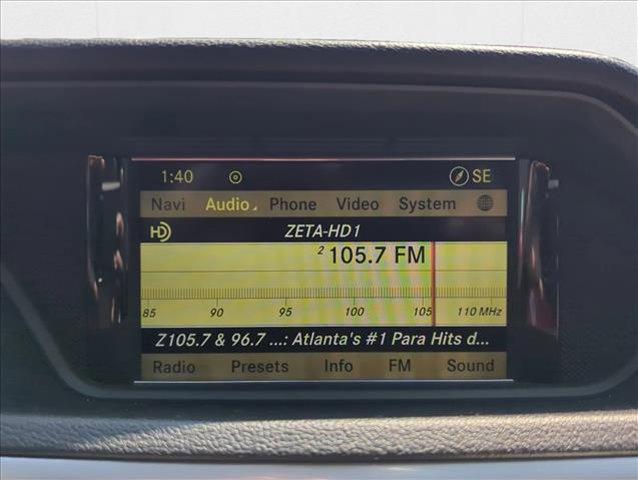 1:40 SE
Navi Audio Phone Video System
HD ZETA-HD1
2 105.7 FM
85 90 95 100 105 110 MHz
Z105.7 & 96.7 ...: Atlanta's #1 Para Hits d...
Radio Presets Info FM Sound